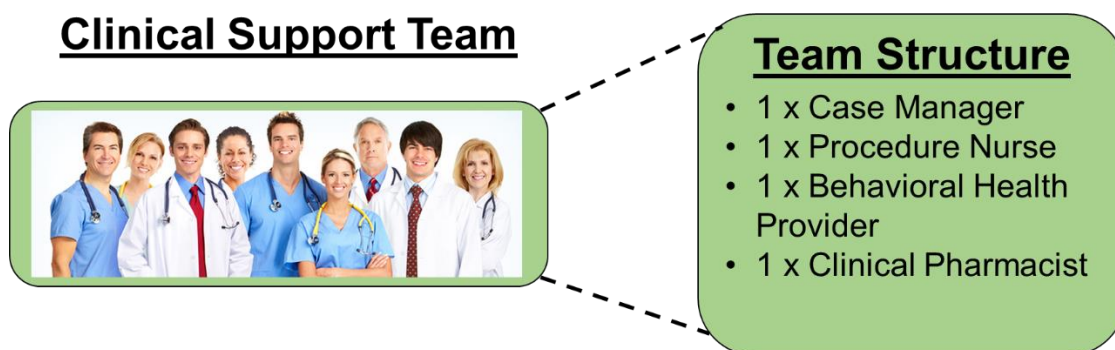 Clinical Support Team
Team Structure
• 1 x Case Manager
• 1 x Procedure Nurse
• 1 x Behavioral Health
Provider
• 1 x Clinical Pharmacist